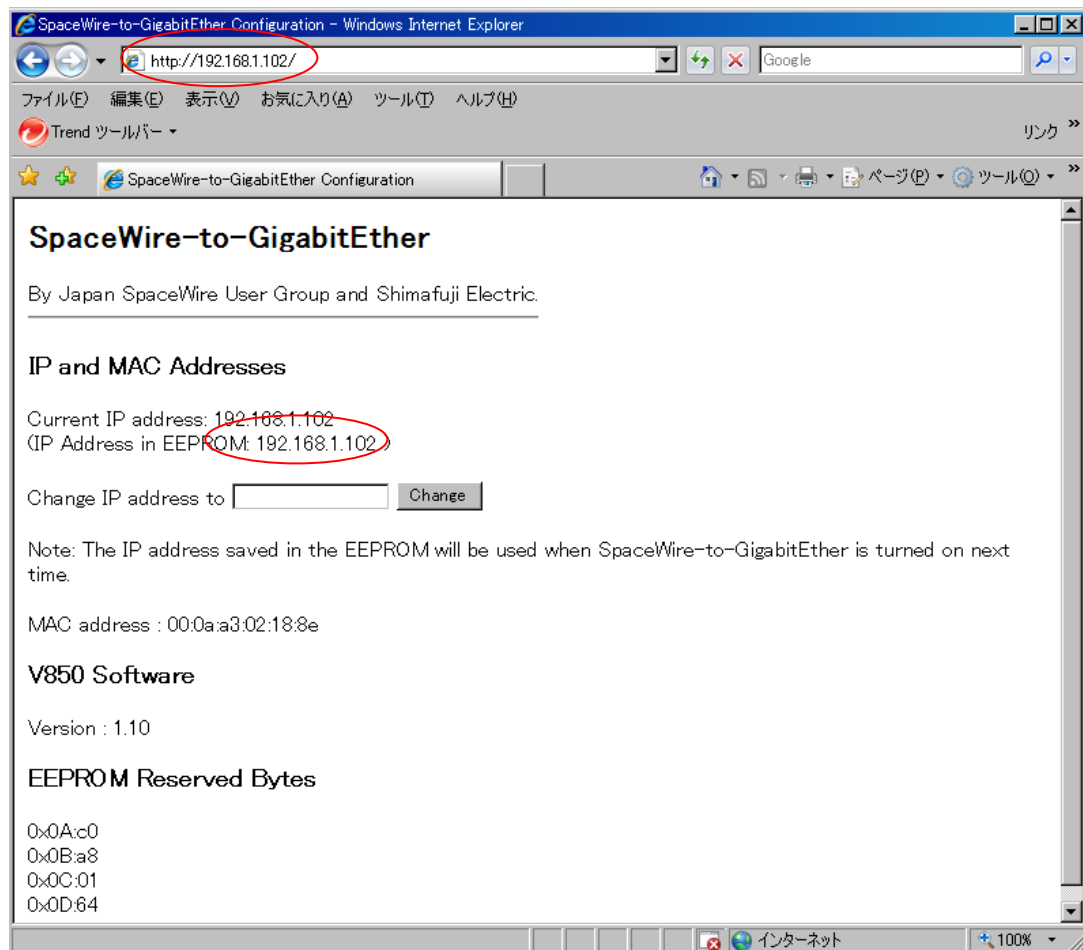 SpaceWire-to-GigabitEther Configuration - Windows Internet Explorer
http://192.168.1.102/
Google
ファイル(F) 編集(E) 表示(V) お気に入り(A) ツール(T) ヘルプ(H)
Trend ツールバー
リンク »
SpaceWire-to-GigabitEther Configuration
ページ(P) ツール(O) »
SpaceWire-to-GigabitEther
By Japan SpaceWire User Group and Shimafuji Electric.
IP and MAC Addresses
Current IP address: 192.168.1.102
(IP Address in EEPROM: 192.168.1.102 )
Change IP address to Change
Note: The IP address saved in the EEPROM will be used when SpaceWire-to-GigabitEther is turned on next
time.
MAC address : 00:0a:a3:02:18:8e
V850 Software
Version : 1.10
EEPROM Reserved Bytes
0x0A:c0
0x0B:a8
0x0C:01
0x0D:64
インターネット
100%